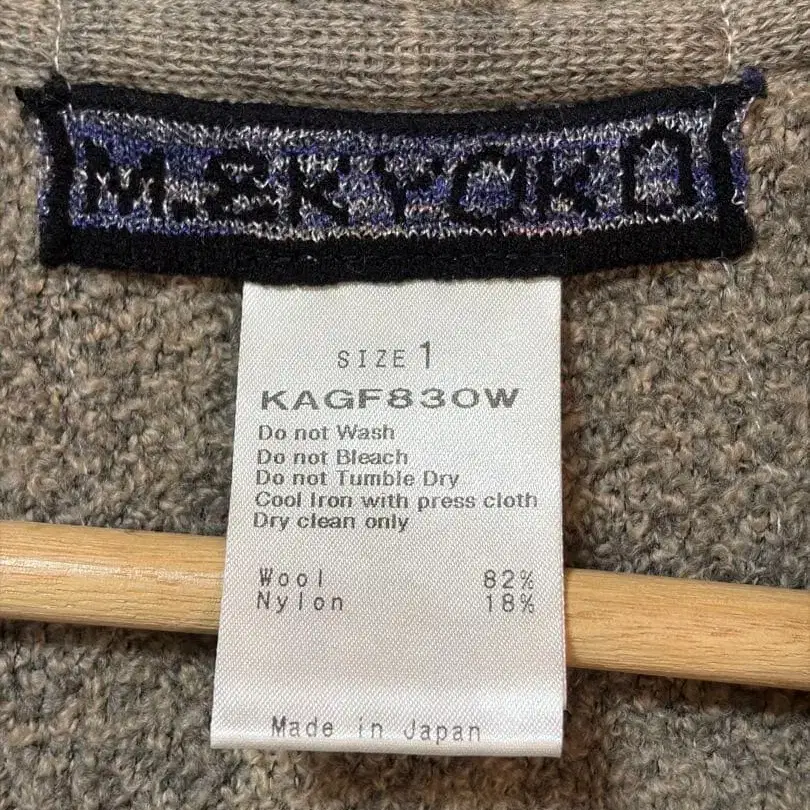 M.&KYOKO
SIZE 1
KAGF830W
Do not Wash
Do not Bleach
Do not Tumble Dry
Cool Iron with press cloth
Dry clean only
Wool 82%
Nylon 18%
Made in Japan